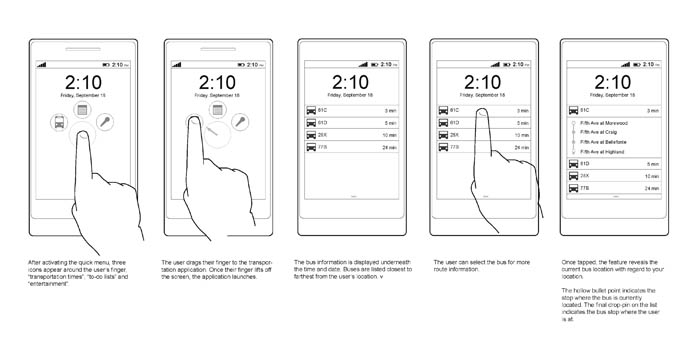 2:10 PM
2:10
Friday, September 18
2:10 PM
2:10
Friday, September 18
2:10 PM
2:10
Friday, September 18
61C 3 min
61D 5 min
28X 10 min
77B 24 min
2:10 PM
2:10
Friday, September 18
61C 3 min
61D 5 min
28X 10 min
77B 24 min
2:10 PM
2:10
Friday, September 18
61C 3 min
Fifth Ave at Morewood
Fifth Ave at Craig
Fifth Ave at Bellefonte
Fifth Ave at Highland
61D 5 min
28X 10 min
77B 24 min
After activating the quick menu, three
icons appear around the user's finger,
"transportation times", "to-do lists" and
"entertainment"
The user drags their finger to the transpor-
tation application. Once their finger lifts off
the screen, the application launches.
The bus information is displayed underneath
the time and date. Buses are listed closest to
farthest from the user's location. v
The user can select the bus for more
route information.
Once tapped, the feature reveals the
current bus location with regard to your
location.
The hollow bullet point indicates the
stop where the bus is currently
located. The final drop-pin on the list
indicates the bus stop where the user
is at.